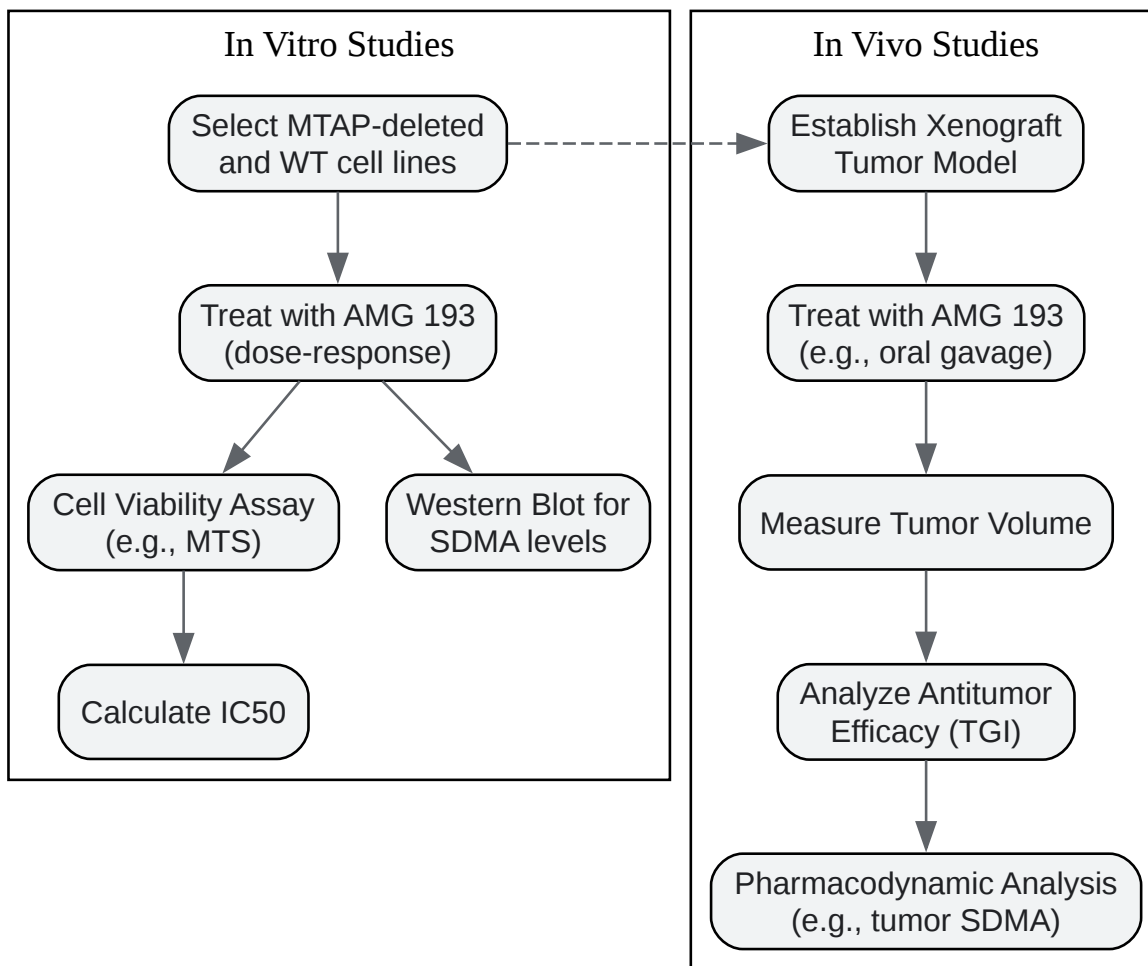 In Vitro Studies
Select MTAP-deleted
and WT cell lines
Treat with AMG 193
(dose-response)
Cell Viability Assay
(e.g., MTS)
Western Blot for
SDMA levels
Calculate IC50
In Vivo Studies
Establish Xenograft
Tumor Model
Treat with AMG 193
(e.g., oral gavage)
Measure Tumor Volume
Analyze Antitumor
Efficacy (TGI)
Pharmacodynamic Analysis
(e.g., tumor SDMA)